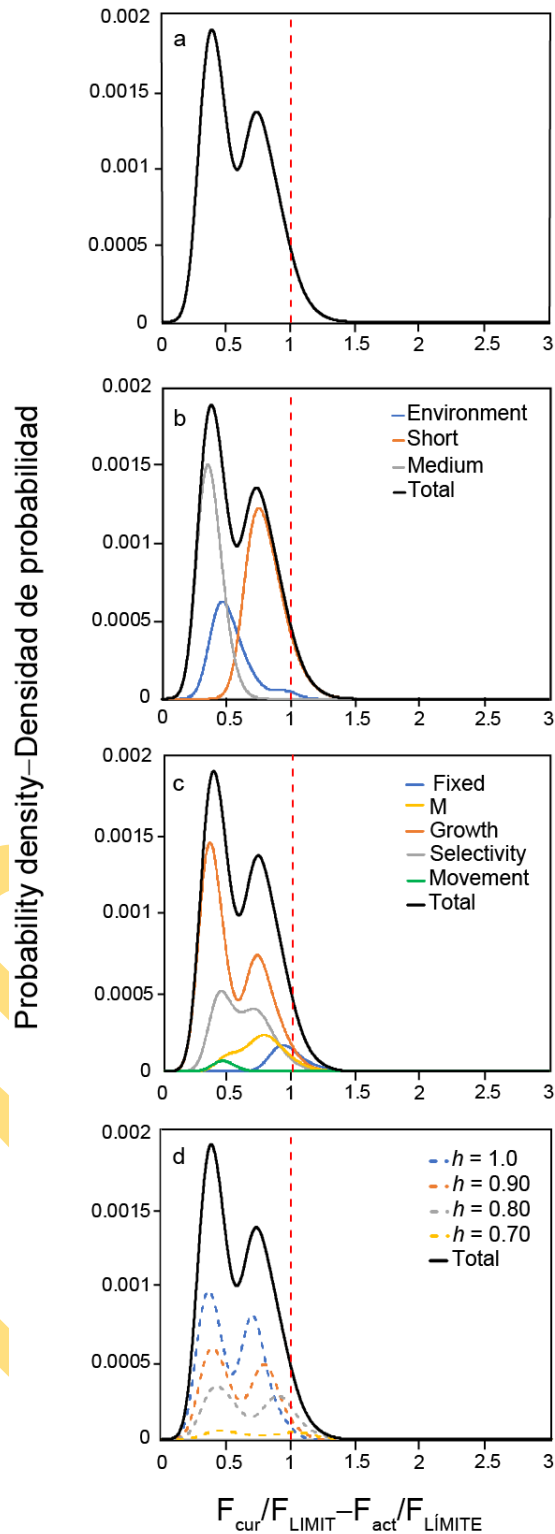 Probability density–Densidad de probabilidad
a
0.002
0.0015
0.001
0.0005
0
0 0.5 1 1.5 2 2.5 3
b
0.002
0.0015
0.001
0.0005
0
Environment
Short
Medium
Total
0 0.5 1 1.5 2 2.5 3
c
0.002
0.0015
0.001
0.0005
0
Fixed
M
Growth
Selectivity
Movement
Total
0 0.5 1 1.5 2 2.5 3
d
0.002
0.0015
0.001
0.0005
0
h = 1.0
h = 0.90
h = 0.80
h = 0.70
Total
0 0.5 1 1.5 2 2.5 3
Fcur/FLIMIT–Fact/FLÍMITE